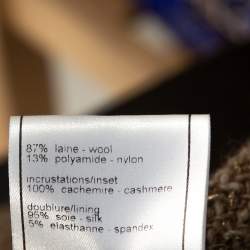 87% laine - wool
13% polyamide - nylon
incrustations/inset
100% cachemire - cashmere
doublure/lining
95% soie - silk
5% elasthanne - spandex